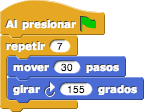 Al presionar
repetir 7
mover 30 pasos
girar 155 grados